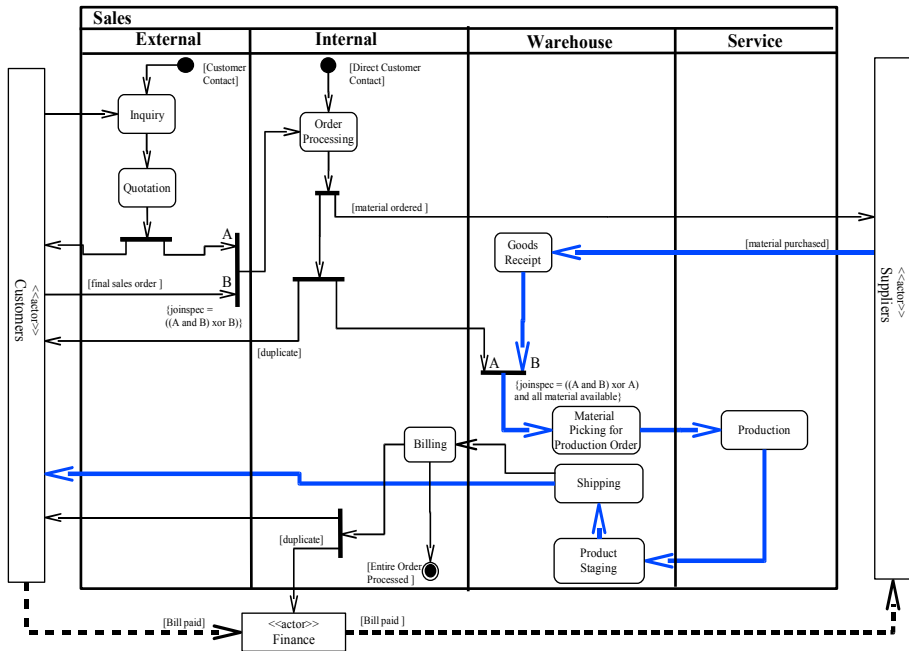 Sales
External
Internal
Warehouse
Service
[Customer
Contact]
[Direct Customer
Contact]
Inquiry
Order
Processing
Quotation
[material ordered ]
A
B
[final sales order ]
{joinspec =
((A and B) xor B)}
Goods
Receipt
[material purchased]
<<actor>>
Customers
<<actor>>
Suppliers
[duplicate]
A
B
{joinspec = ((A and B) xor A)
and all material available}
Material
Picking for
Production Order
Production
Billing
Shipping
[duplicate]
Product
Staging
[Entire Order
Processed ]
[Bill paid]
<<actor>>
Finance
[Bill paid ]